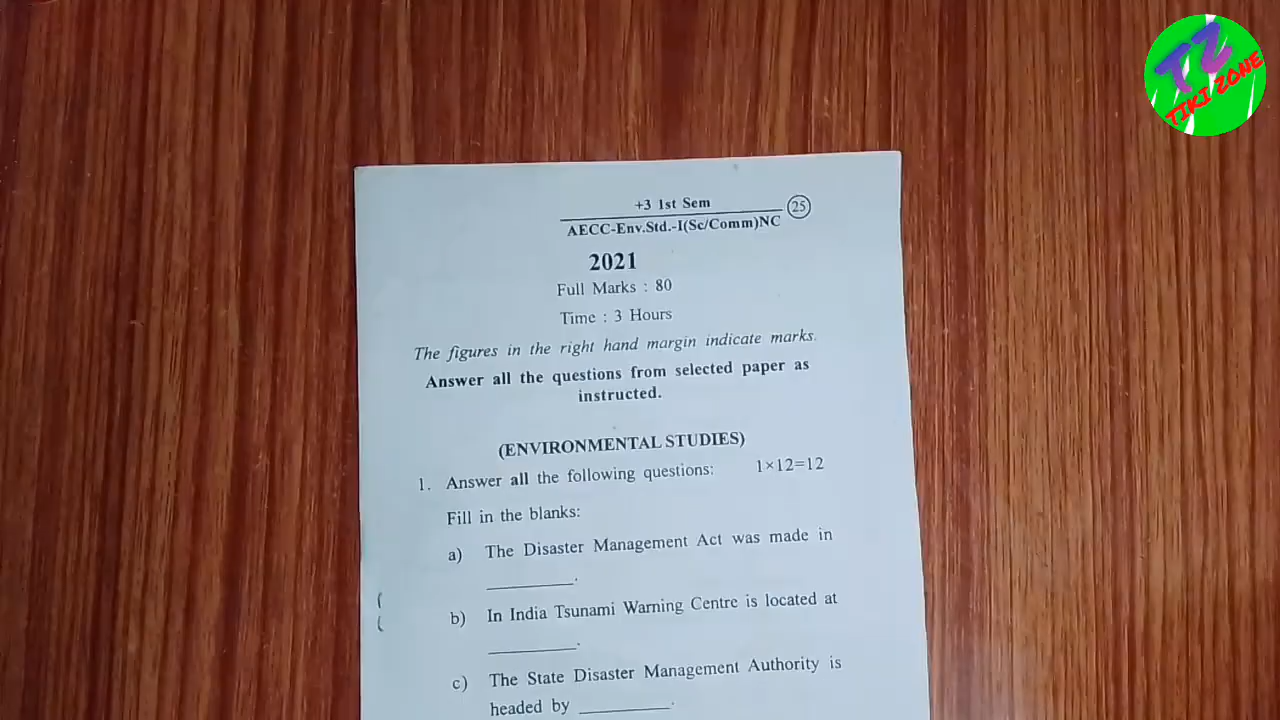 TZ
TIKI ZONE
+3 1st Sem
25
AECC-Env.Std.-I(Sc/Comm)NC
2021
Full Marks : 80
Time : 3 Hours
The figures in the right hand margin indicate marks.
Answer all the questions from selected paper as
instructed.
(ENVIRONMENTAL STUDIES)
1. Answer all the following questions: 1×12=12
Fill in the blanks:
a) The Disaster Management Act was made in
__________.
b) In India Tsunami Warning Centre is located at
__________.
c) The State Disaster Management Authority is
headed by __________.